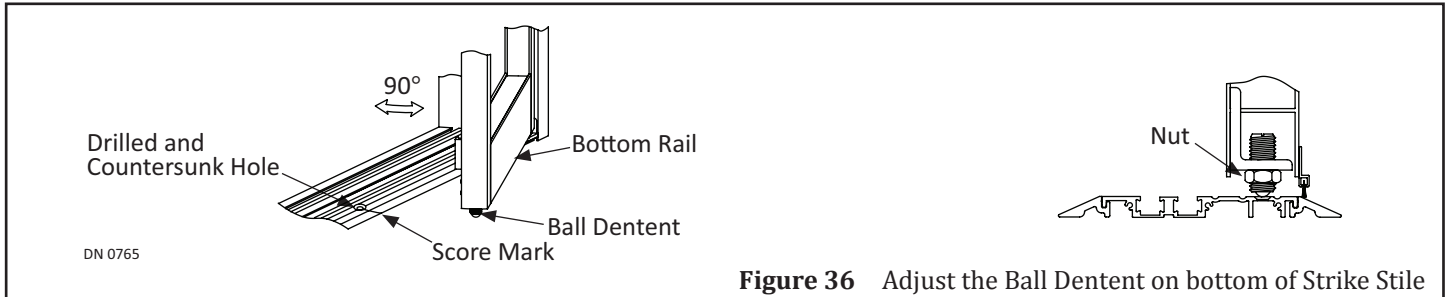 90°
Drilled and
Countersunk Hole
Bottom Rail
Ball Dentent
Score Mark
DN 0765
Nut
Figure 36 Adjust the Ball Dentent on bottom of Strike Stile